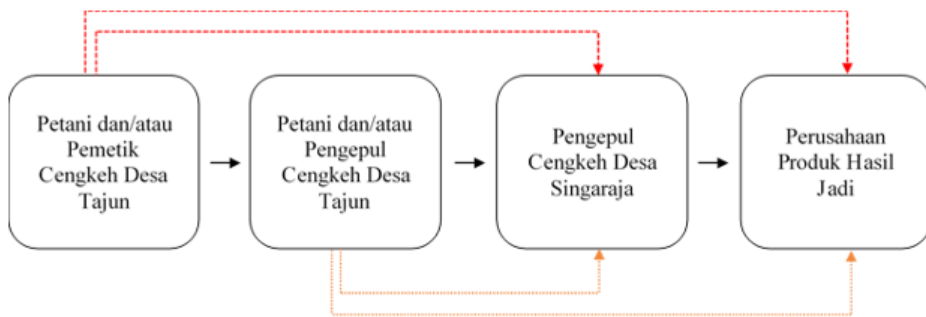 Petani dan/atau
Pemetik
Cengkeh Desa
Tajun
Petani dan/atau
Pengepul
Cengkeh Desa
Tajun
Pengepul
Cengkeh Desa
Singaraja
Perusahaan
Produk Hasil
Jadi